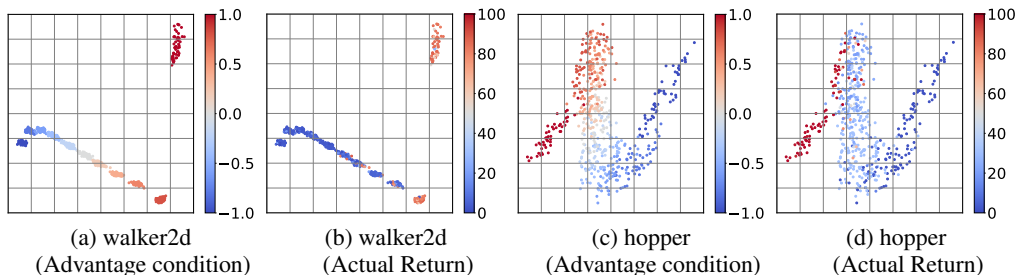 1.0
0.5
0.0
−0.5
−1.0
100
80
60
40
20
0
1.0
0.5
0.0
−0.5
−1.0
100
80
60
40
20
0
(a) walker2d
(Advantage condition)
(b) walker2d
(Actual Return)
(c) hopper
(Advantage condition)
(d) hopper
(Actual Return)